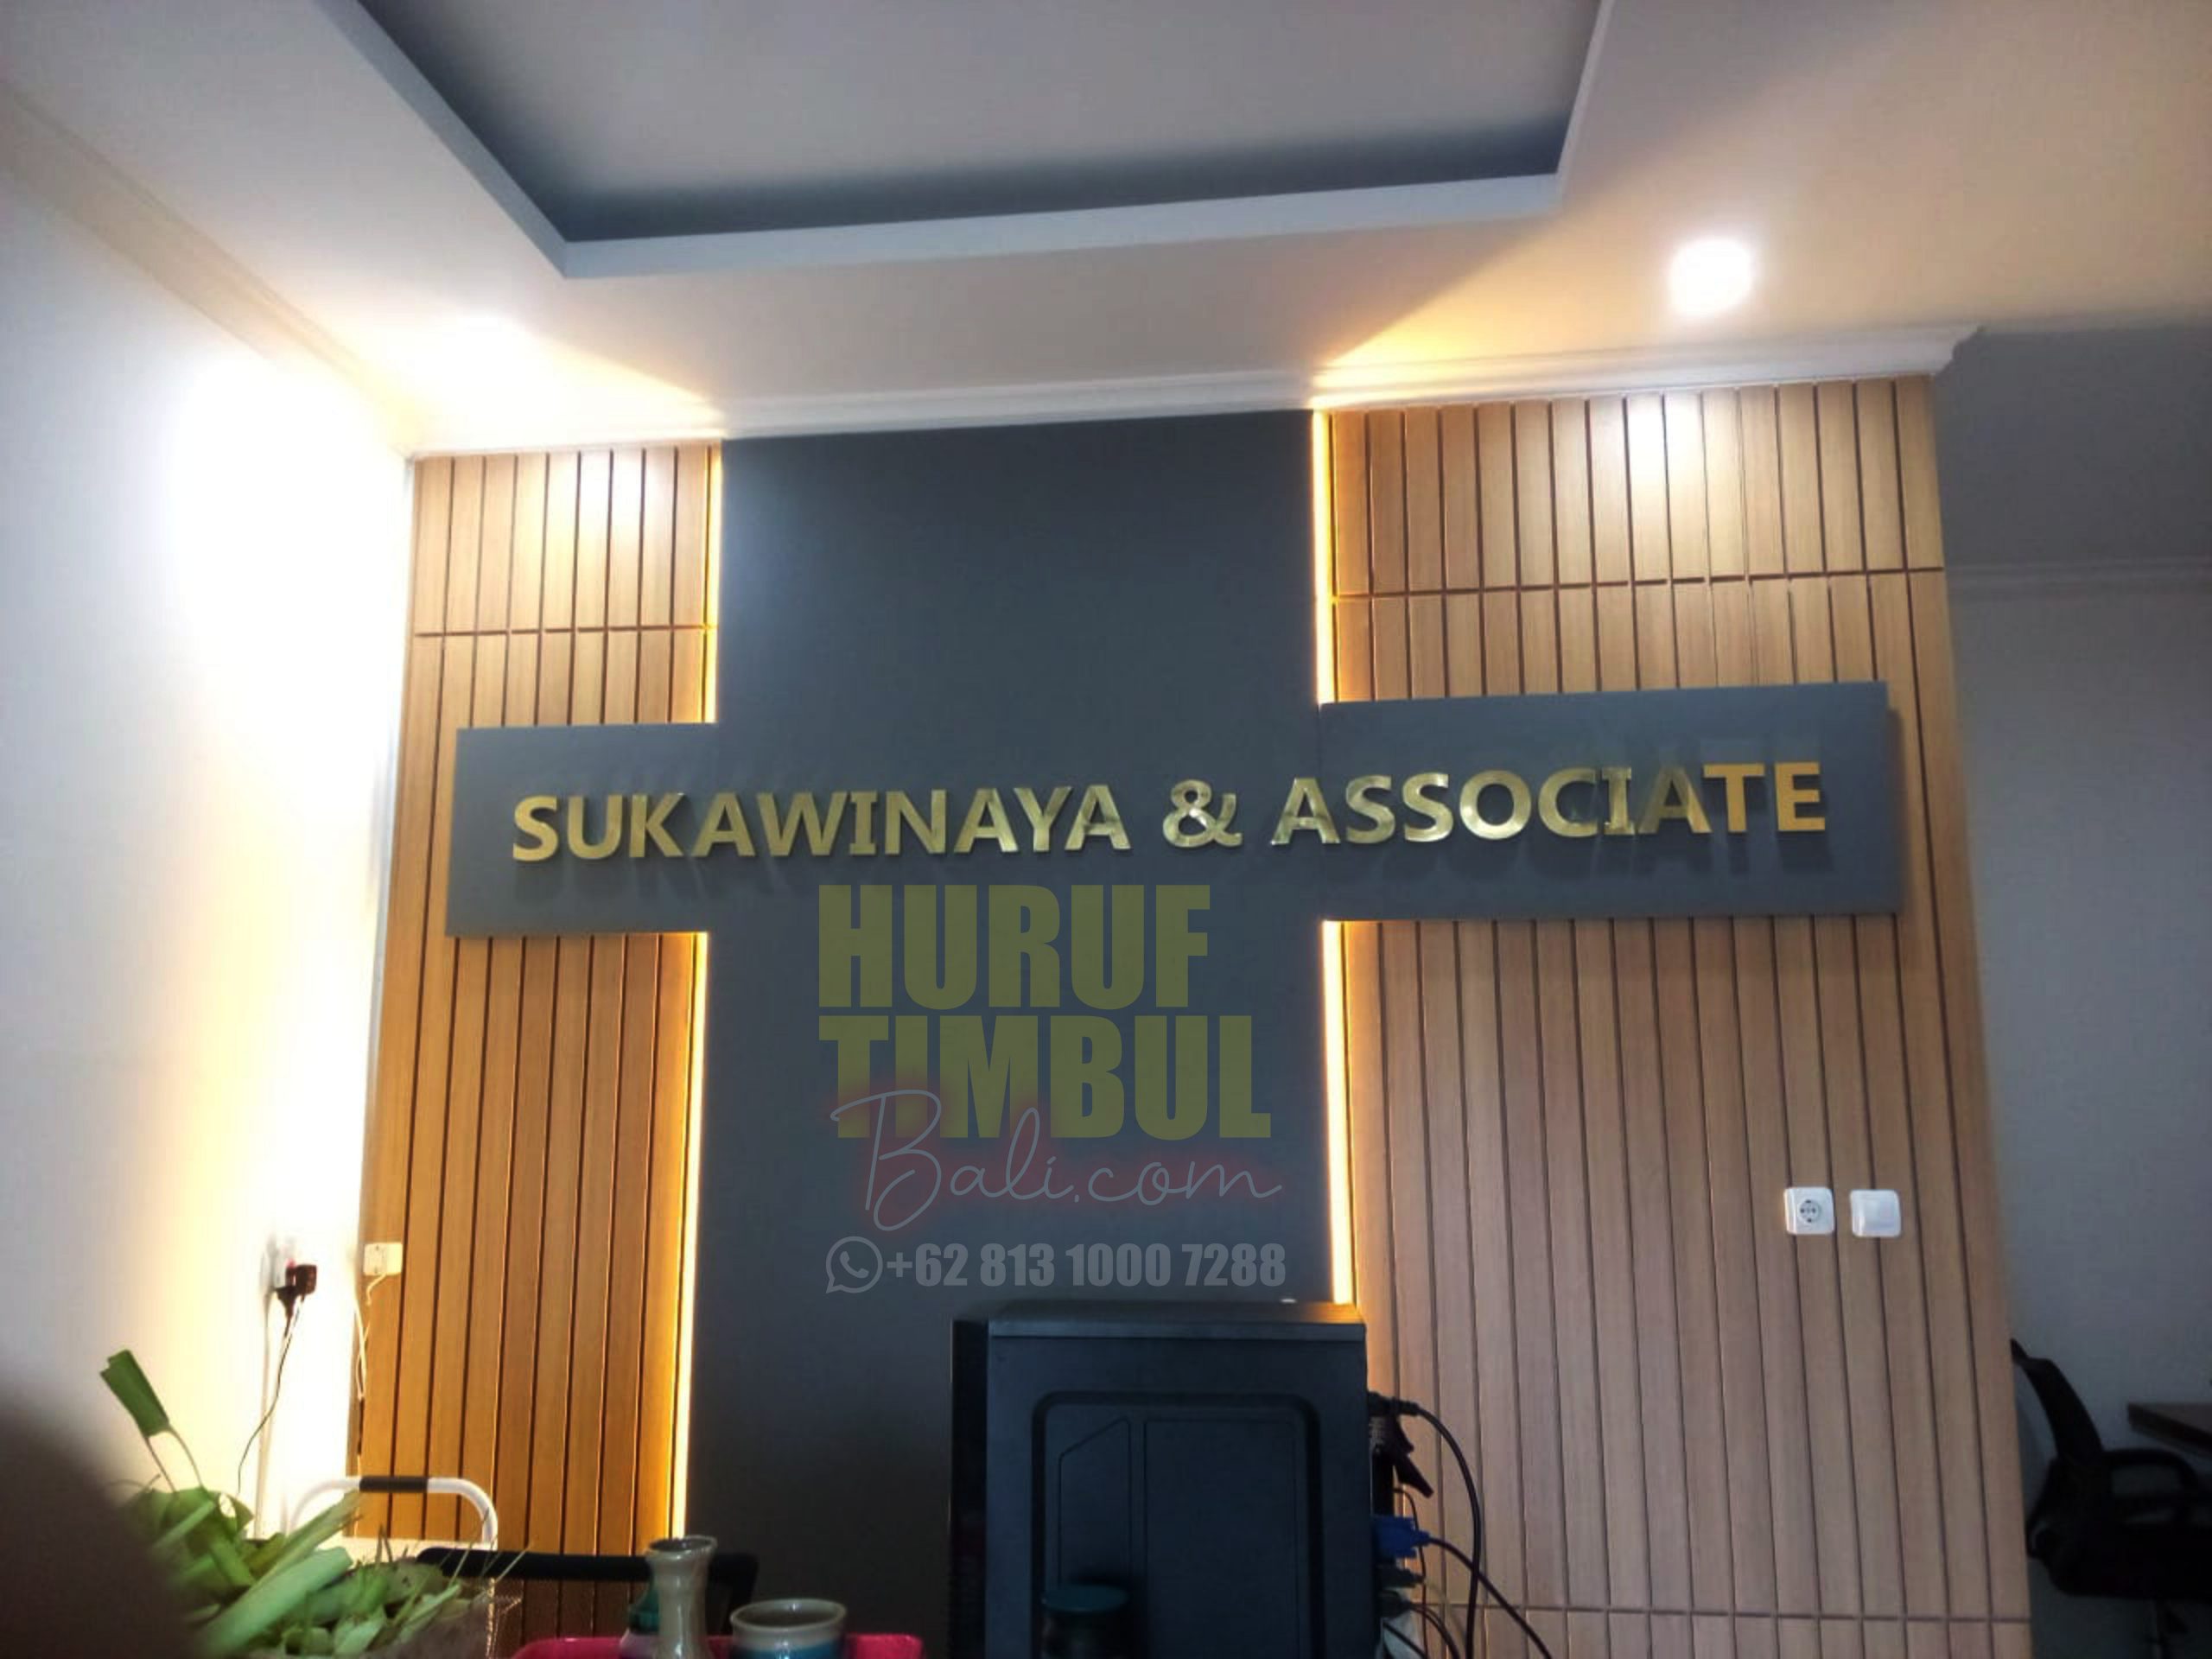 SUKAWINAYA & ASSOCIATE
HURUF
TIMBUL
Bali.com
+62 813 1000 7288